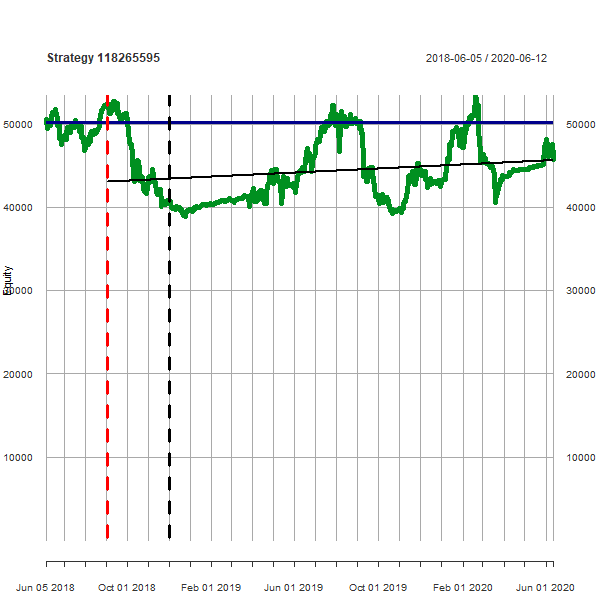 Strategy 118265595
2018-06-05 / 2020-06-12
50000
50000
40000
40000
Equity
30000
30000
20000
20000
10000
10000
Jun 05 2018
Oct 01 2018
Feb 01 2019
Jun 01 2019
Oct 01 2019
Feb 01 2020
Jun 01 2020